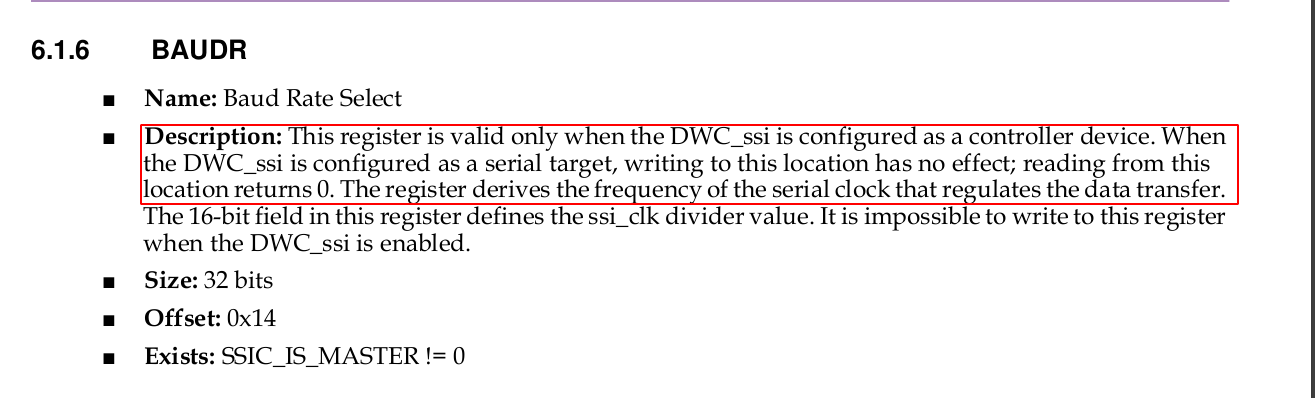 6.1.6 BAUDR
■ Name: Baud Rate Select
■ Description: This register is valid only when the DWC_ssi is configured as a controller device. When
the DWC_ssi is configured as a serial target, writing to this location has no effect; reading from this
location returns 0. The register derives the frequency of the serial clock that regulates the data transfer.
The 16-bit field in this register defines the ssi_clk divider value. It is impossible to write to this register
when the DWC_ssi is enabled.
■ Size: 32 bits
■ Offset: 0x14
■ Exists: SSIC_IS_MASTER != 0